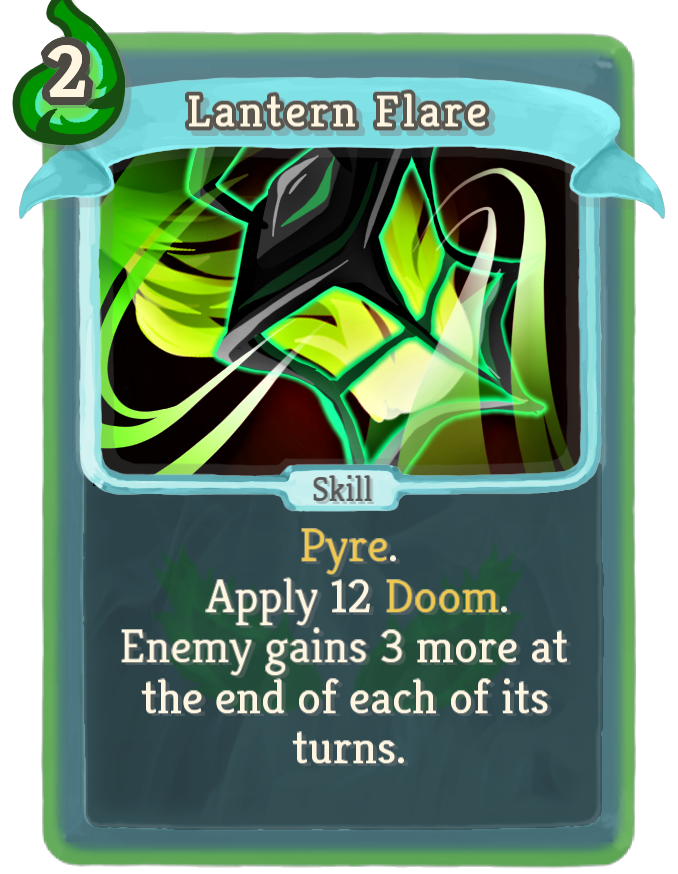 2
Lantern Flare
Skill
Pyre.
Apply 12 Doom.
Enemy gains 3 more at
the end of each of its
turns.